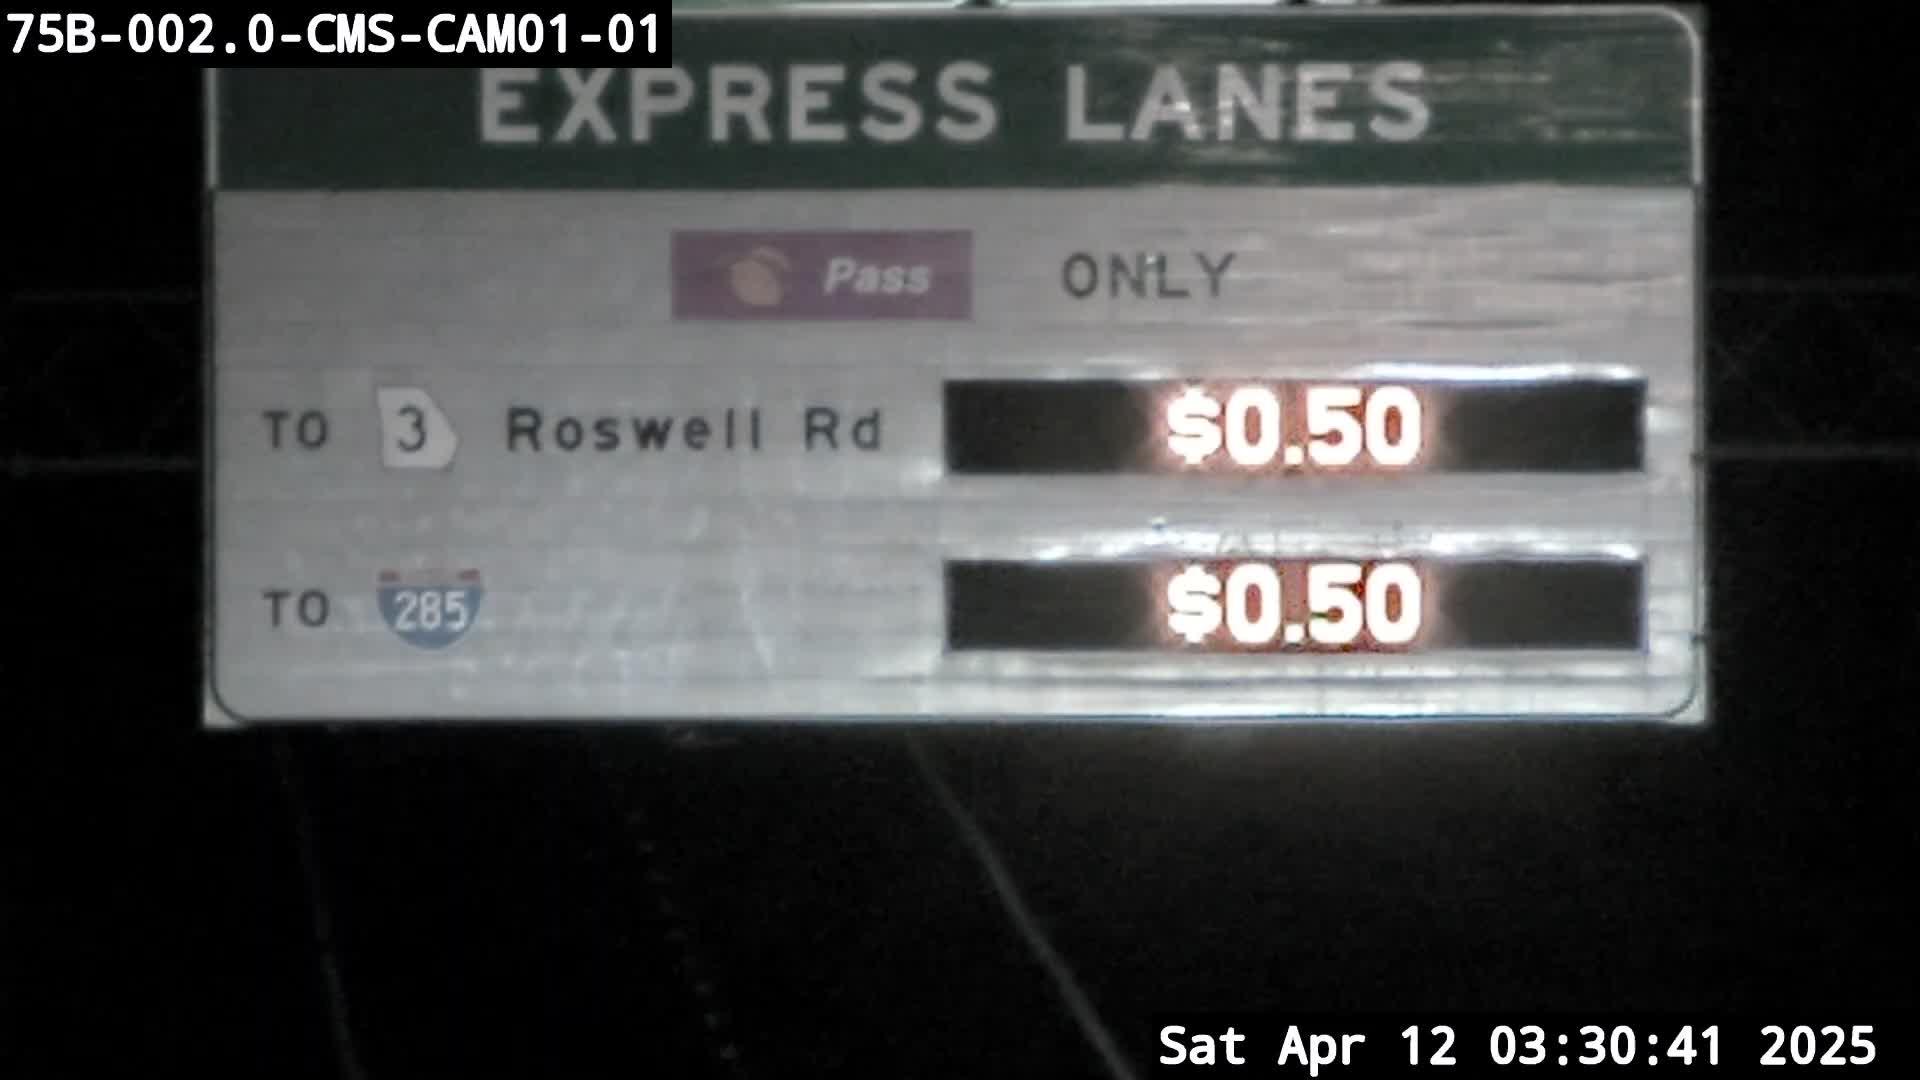 75B-002.0-CMS-CAM01-01
EXPRESS LANES
Pass ONLY
TO 3 Roswell Rd $0.50
TO 285 $0.50
Sat Apr 12 03:30:41 2025